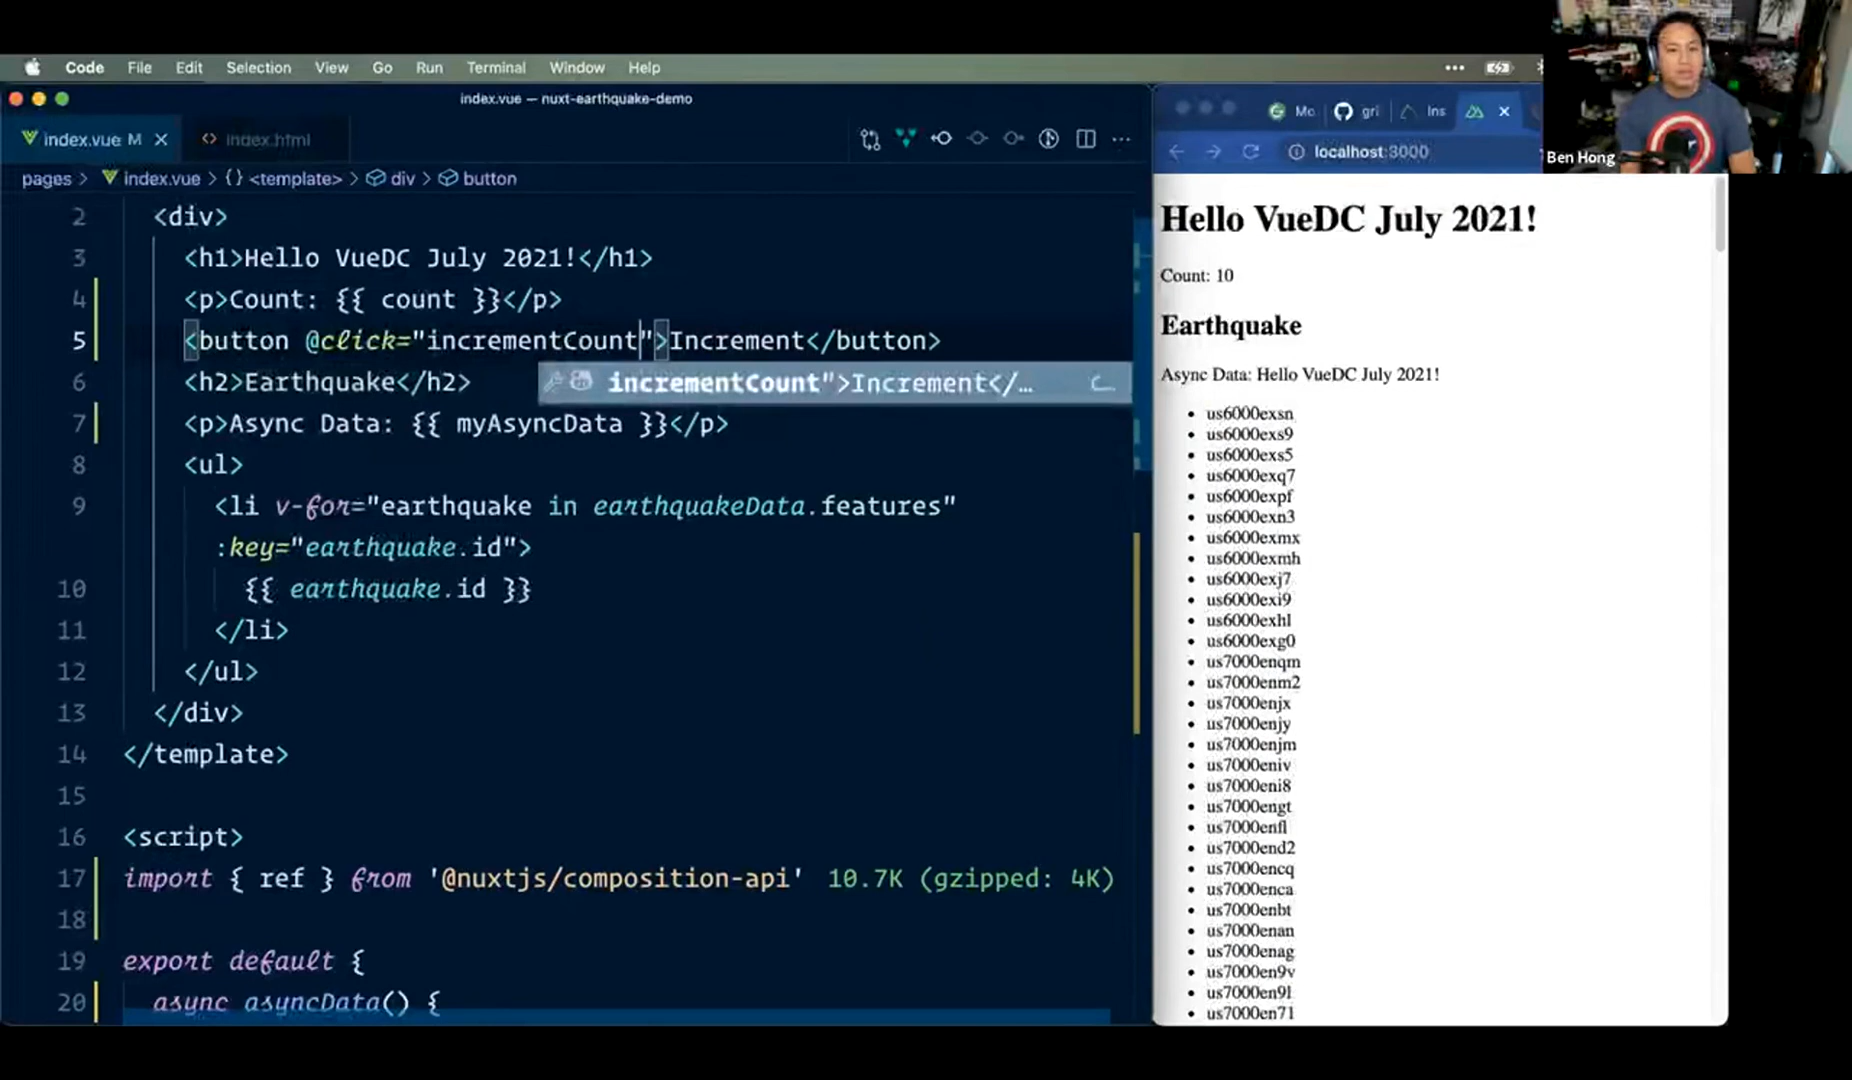 Code File Edit Selection View Go Run Terminal Window Help
index.vue — nuxt-earthquake-demo
index.vue M
index.html
pages > index.vue > {} <template> > div > button
2 <div>
3 <h1>Hello VueDC July 2021!</h1>
4 <p>Count: {{ count }}</p>
5 <button @click="incrementCount">Increment</button>
incrementCount">Increment</…
6 <h2>Earthquake</h2>
7 <p>Async Data: {{ myAsyncData }}</p>
8 <ul>
9 <li v-for="earthquake in earthquakeData.features"
:key="earthquake.id">
10 {{ earthquake.id }}
11 </li>
12 </ul>
13 </div>
14 </template>
15
16 <script>
17 import { ref } from '@nuxtjs/composition-api' 10.7K (gzipped: 4K)
18
19 export default {
20 async asyncData() {
Mo gri Ins
localhost:3000
Ben Hong
Hello VueDC July 2021!
Count: 10
Earthquake
Async Data: Hello VueDC July 2021!
us6000exsn
us6000exs9
us6000exs5
us6000exq7
us6000expf
us6000exn3
us6000exmx
us6000exmh
us6000exj7
us6000exi9
us6000exhl
us6000exg0
us7000enqm
us7000enm2
us7000enjx
us7000enjy
us7000enjm
us7000eniv
us7000eni8
us7000engt
us7000enfl
us7000end2
us7000encq
us7000enca
us7000enbt
us7000enan
us7000enag
us7000en9v
us7000en9l
us7000en71